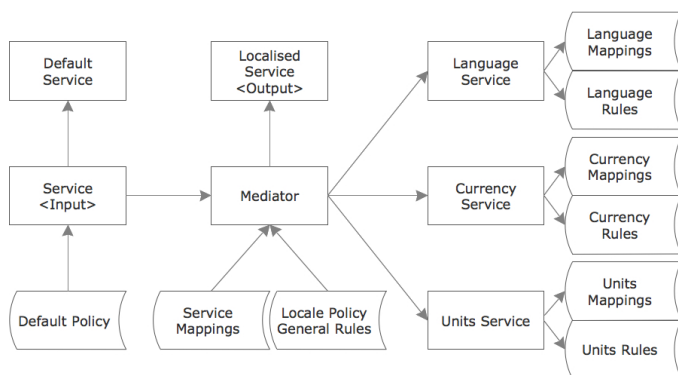 Default
Service
Localised
Service
<Output>
Language
Service
Language
Mappings
Language
Rules
Service
<Input>
Mediator
Currency
Service
Currency
Mappings
Currency
Rules
Default Policy
Service
Mappings
Locale Policy
General Rules
Units Service
Units
Mappings
Units Rules